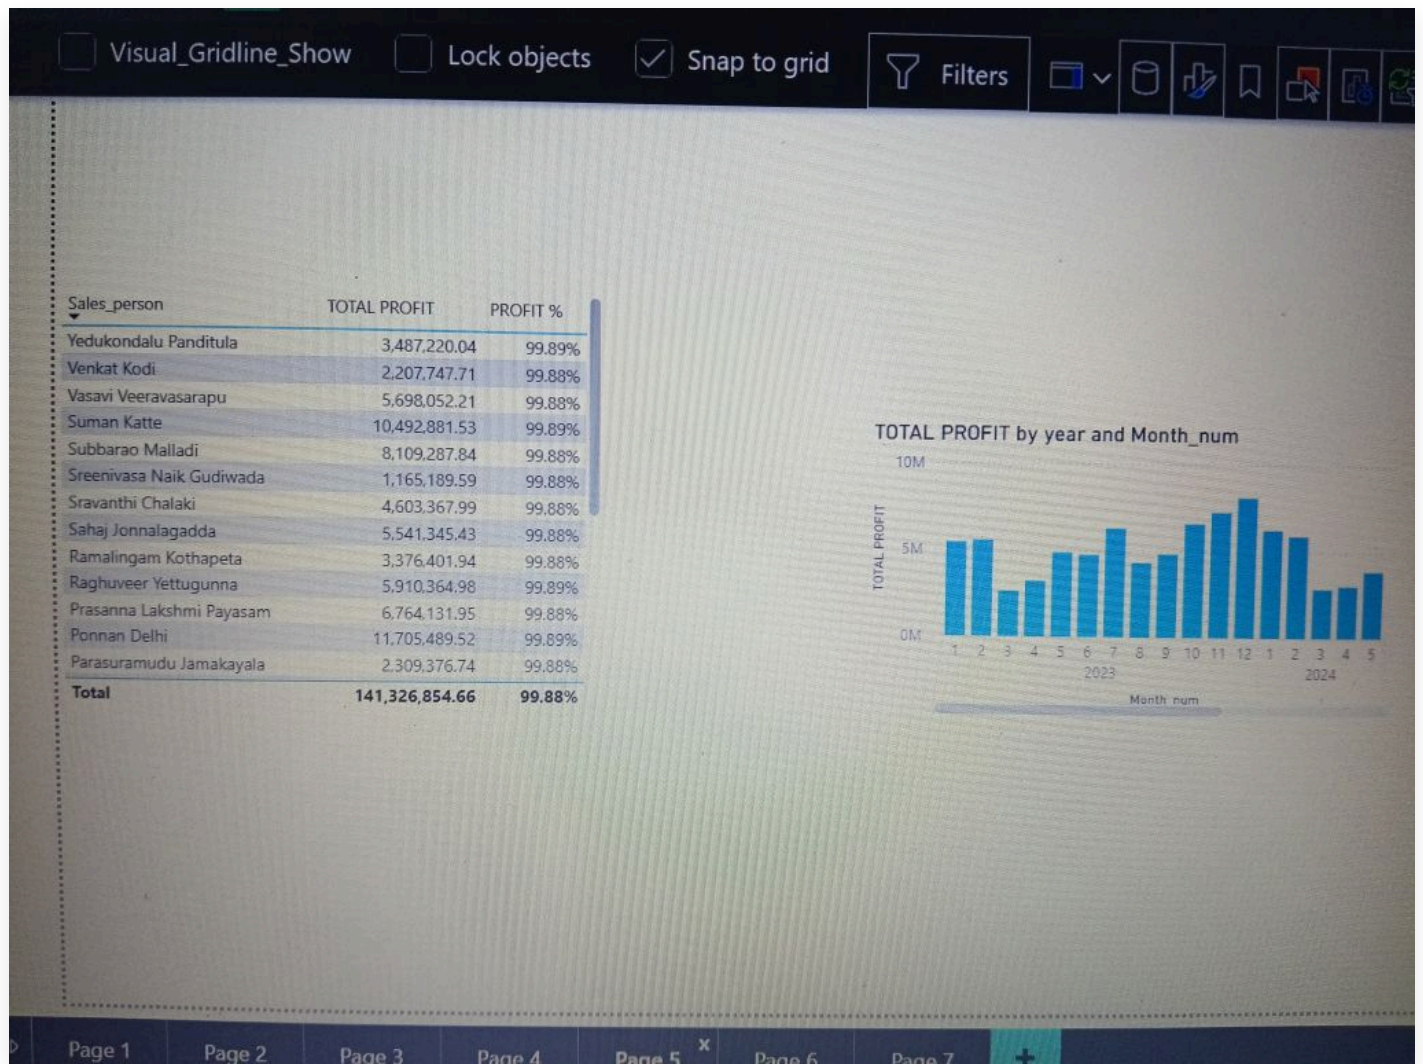 Visual_Gridline_Show Lock objects Snap to grid Filters
Sales_person TOTAL PROFIT PROFIT %
Yedukondalu Panditula 3,487,220.04 99.89%
Venkat Kodi 2,207,747.71 99.88%
Vasavi Veeravasarapu 5,698,052.21 99.88%
Suman Katte 10,492,881.53 99.89%
Subbarao Malladi 8,109,287.84 99.88%
Sreenivasa Naik Gudiwada 1,165,189.59 99.88%
Sravanthi Chalaki 4,603,367.99 99.88%
Sahaj Jonnalagadda 5,541,345.43 99.88%
Ramalingam Kothapeta 3,376,401.94 99.88%
Raghuveer Yettugunna 5,910,364.98 99.89%
Prasanna Lakshmi Payasam 6,764,131.95 99.88%
Ponnan Delhi 11,705,489.52 99.89%
Parasuramudu Jamakayala 2,309,376.74 99.88%
Total 141,326,854.66 99.88%
TOTAL PROFIT by year and Month_num
10M
TOTAL PROFIT
5M
0M
1 2 3 4 5 6 7 8 9 10 11 12 1 2 3 4 5
2023 2024
Month_num
Page 1 Page 2 Page 3 Page 4 Page 5 x Page 6 Page 7 +